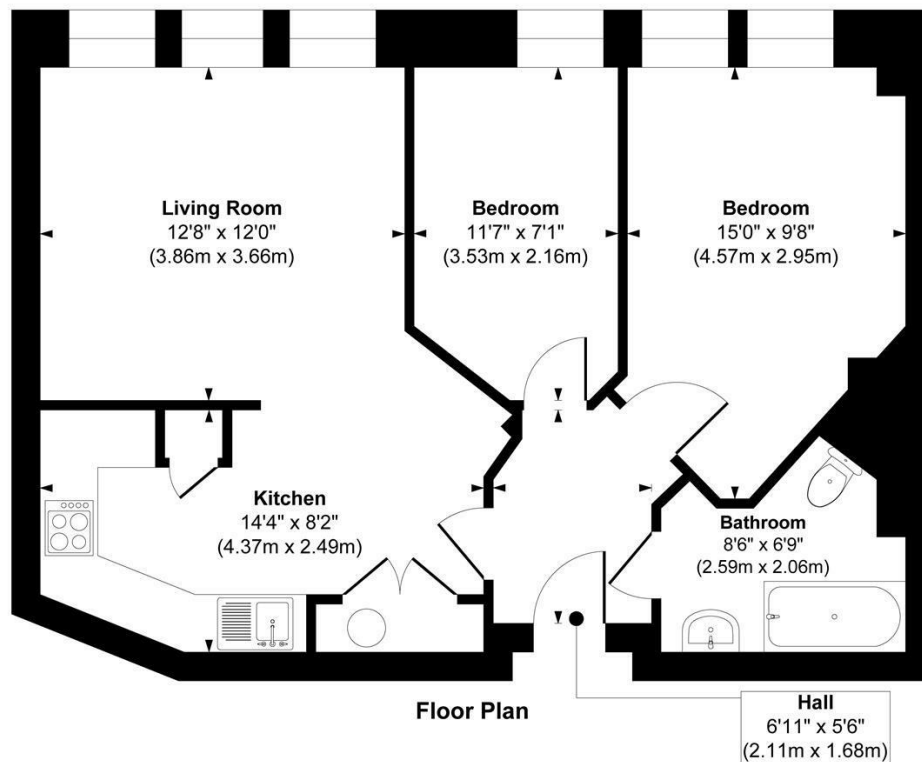 Living Room
12'8" x 12'0"
(3.86m x 3.66m)
Bedroom
11'7" x 7'1"
(3.53m x 2.16m)
Bedroom
15'0" x 9'8"
(4.57m x 2.95m)
Kitchen
14'4" x 8'2"
(4.37m x 2.49m)
Bathroom
8'6" x 6'9"
(2.59m x 2.06m)
Floor Plan
Hall
6'11" x 5'6"
(2.11m x 1.68m)